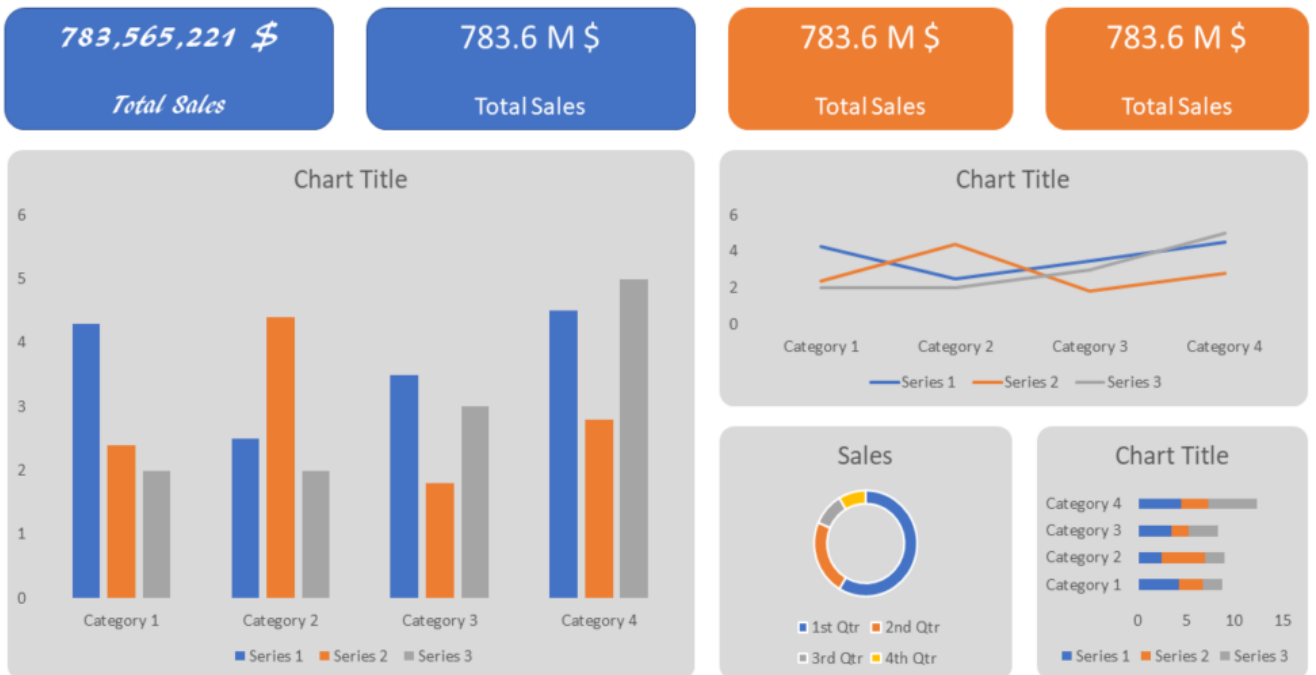 783,565,221 $
Total Sales
783.6 M $
Total Sales
783.6 M $
Total Sales
783.6 M $
Total Sales
Chart Title
6
5
4
3
2
1
0
Category 1 Category 2 Category 3 Category 4
Series 1 Series 2 Series 3
Chart Title
6
4
2
0
Category 1 Category 2 Category 3 Category 4
Series 1 Series 2 Series 3
Sales
1st Qtr 2nd Qtr
3rd Qtr 4th Qtr
Chart Title
Category 4
Category 3
Category 2
Category 1
0 5 10 15
Series 1 Series 2 Series 3